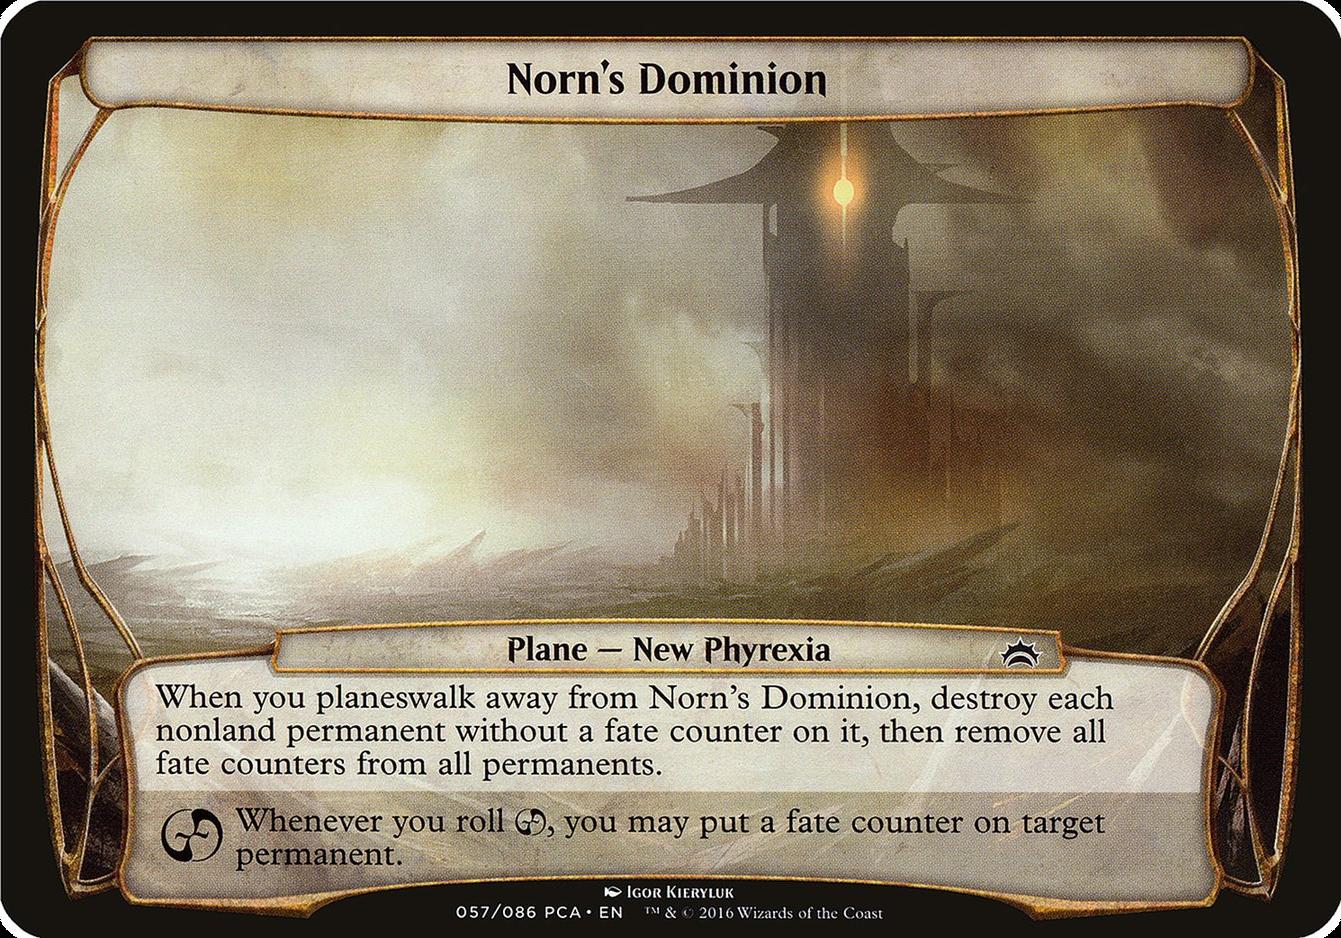 Norn's Dominion
Plane — New Phyrexia
When you planeswalk away from Norn's Dominion, destroy each
nonland permanent without a fate counter on it, then remove all
fate counters from all permanents.
Whenever you roll , you may put a fate counter on target
permanent.
Igor Kieryluk
057/086 PCA • EN ™ & © 2016 Wizards of the Coast